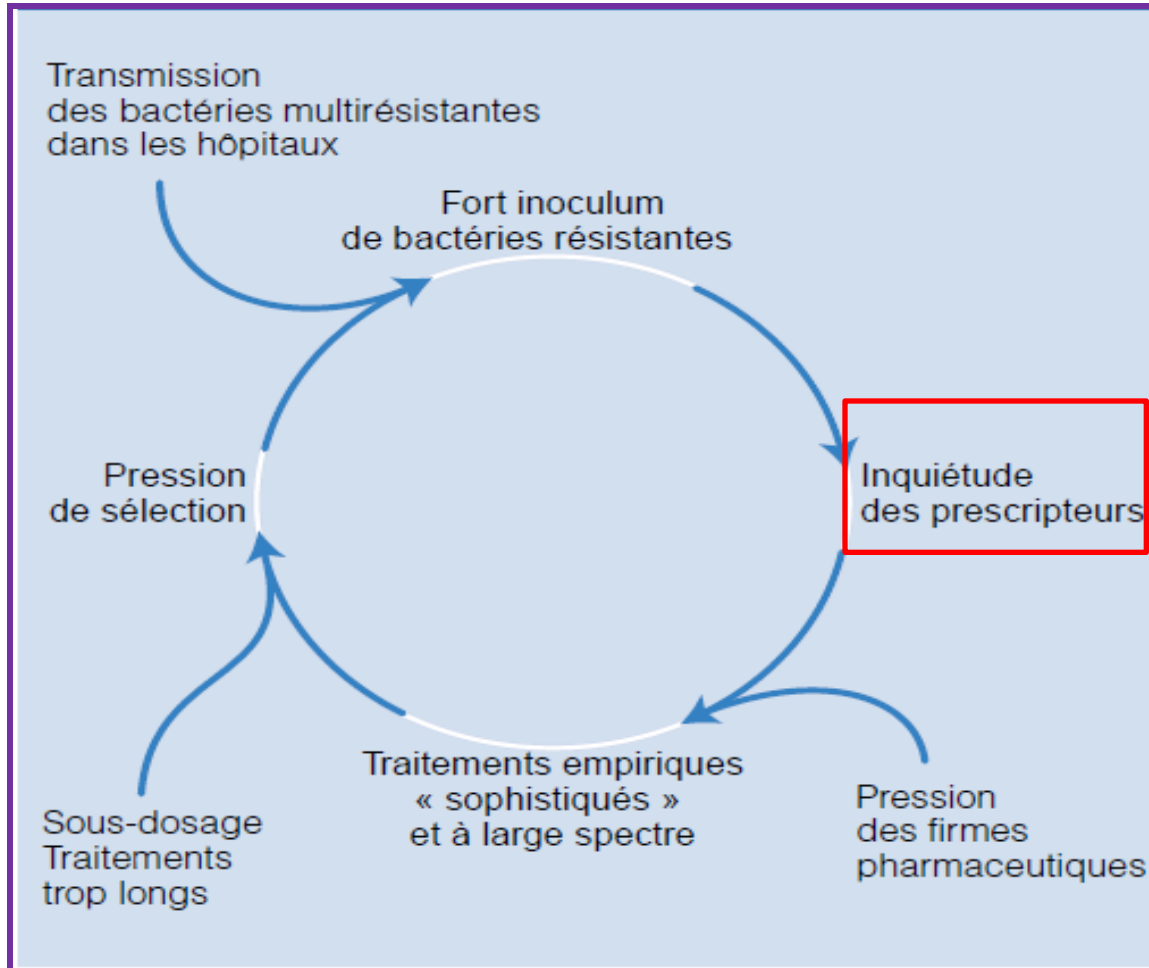 Transmission
des bactéries multirésistantes
dans les hôpitaux
Fort inoculum
de bactéries résistantes
Inquiétude
des prescripteurs
Pression
de sélection
Traitements empiriques
« sophistiqués »
et à large spectre
Pression
des firmes
pharmaceutiques
Sous-dosage
Traitements
trop longs